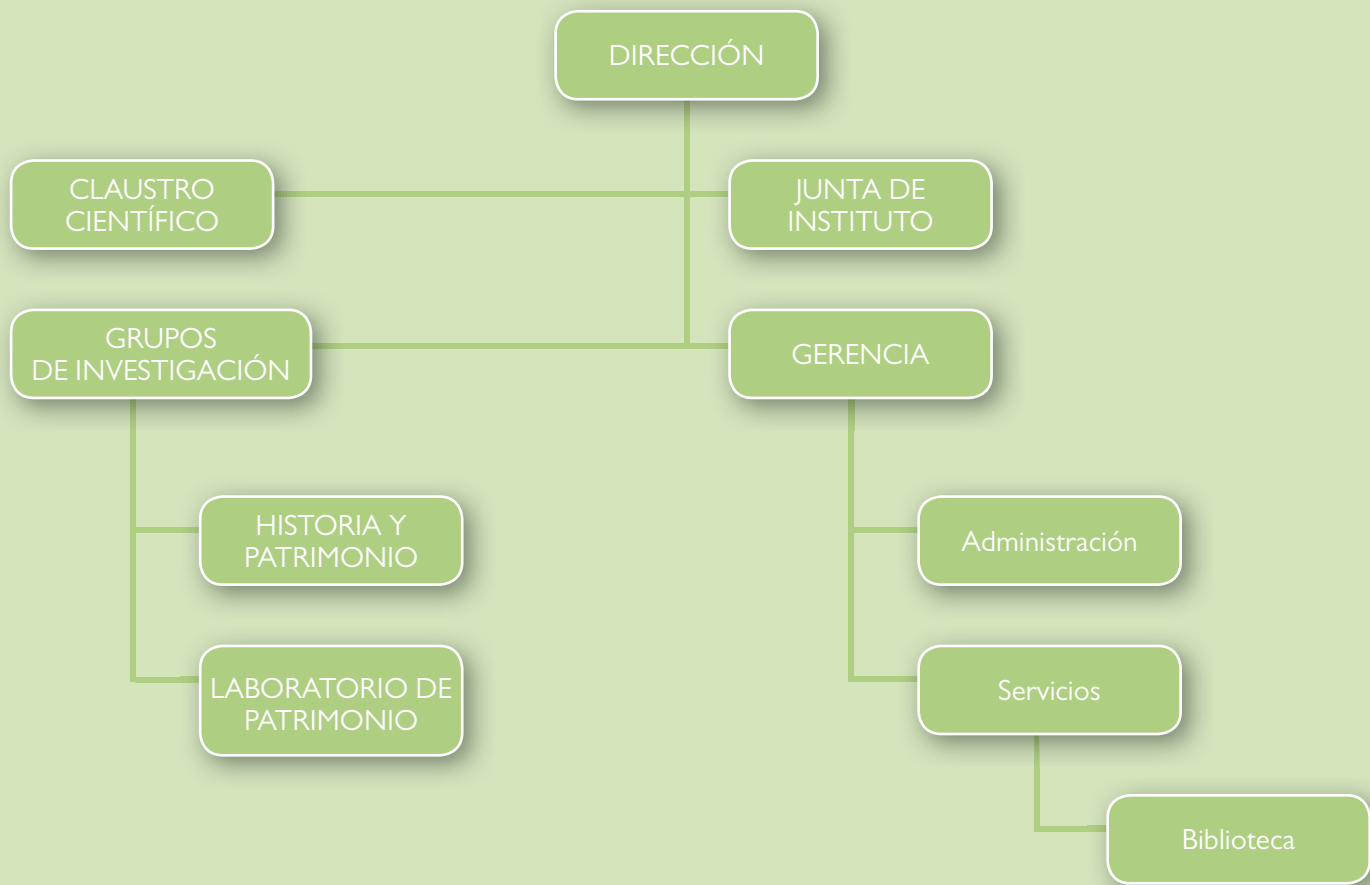 DIRECCIÓN
CLAUSTRO
CIENTÍFICO
JUNTA DE
INSTITUTO
GRUPOS
DE INVESTIGACIÓN
GERENCIA
HISTORIA Y
PATRIMONIO
Administración
LABORATORIO DE
PATRIMONIO
Servicios
Biblioteca